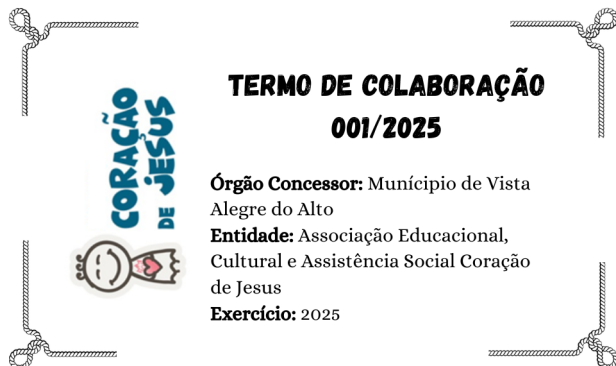 CORAÇÃO
DE JESUS
TERMO DE COLABORAÇÃO
001/2025
Órgão Concessor: Munícipio de Vista
Alegre do Alto
Entidade: Associação Educacional,
Cultural e Assistência Social Coração
de Jesus
Exercício: 2025